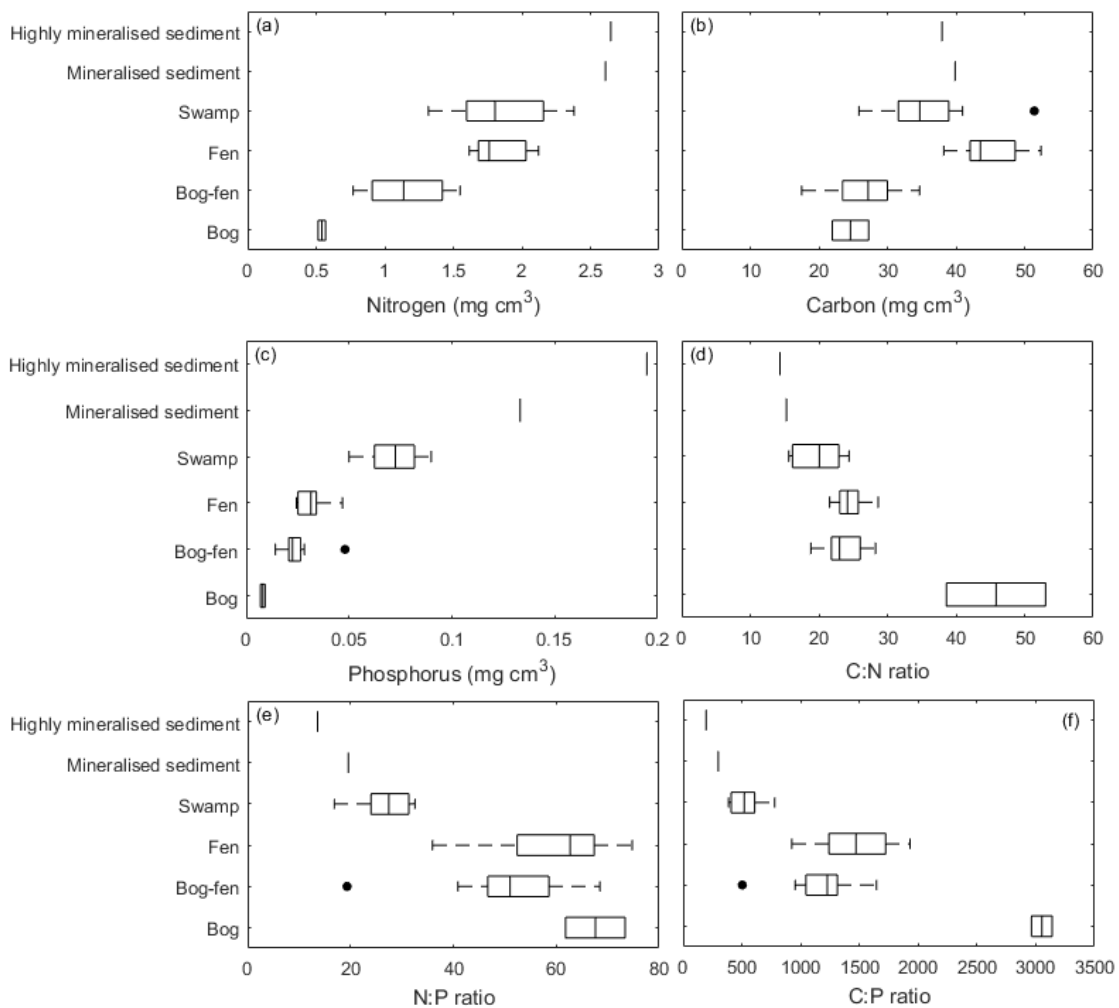 (a) (b)
Highly mineralised sediment
Mineralised sediment
Swamp
Fen
Bog-fen
Bog
0 0.5 1 1.5 2 2.5 3
Nitrogen (mg cm³)
0 10 20 30 40 50 60
Carbon (mg cm³)
(c) (d)
Highly mineralised sediment
Mineralised sediment
Swamp
Fen
Bog-fen
Bog
0 0.05 0.1 0.15 0.2
Phosphorus (mg cm³)
0 10 20 30 40 50 60
C:N ratio
(e) (f)
Highly mineralised sediment
Mineralised sediment
Swamp
Fen
Bog-fen
Bog
0 20 40 60 80
N:P ratio
0 500 1000 1500 2000 2500 3000 3500
C:P ratio